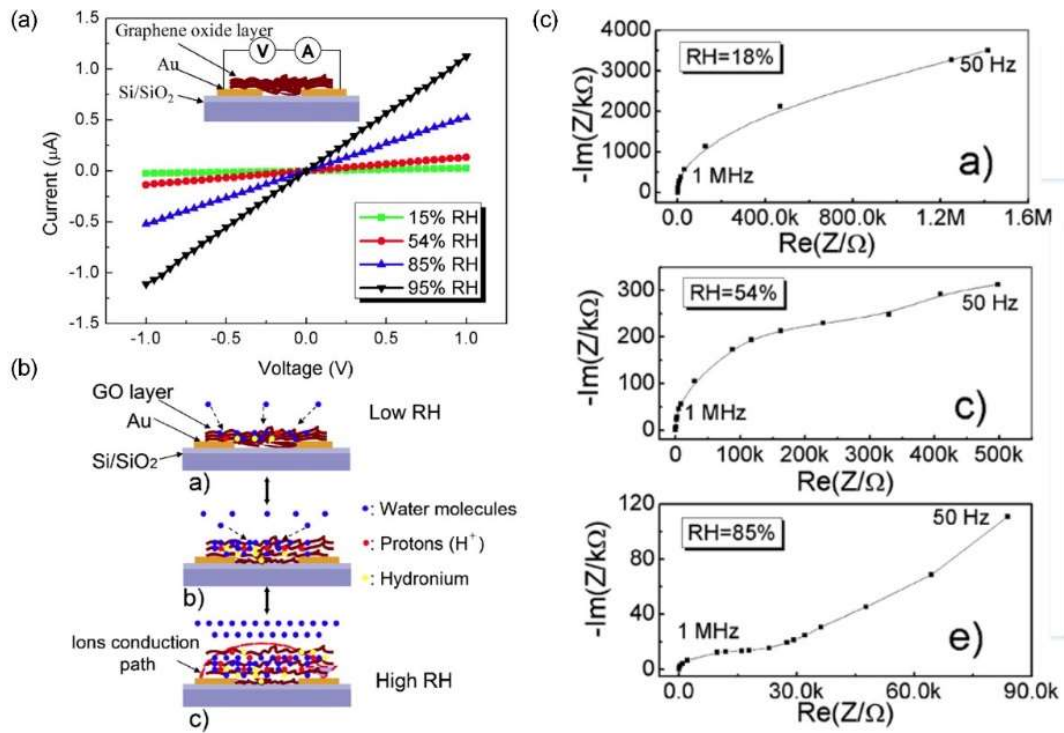 (a)
1.5
1.0
0.5
0.0
-0.5
-1.0
-1.5
Current (μA)
Graphene oxide layer
Au
Si/SiO2
V
A
15% RH
54% RH
85% RH
95% RH
-1.0
-0.5
0.0
0.5
1.0
Voltage (V)
(b)
GO layer
Au
Si/SiO2
Low RH
a)
: Water molecules
: Protons (H+)
: Hydronium
b)
Ions conduction
path
High RH
c)
(c)
4000
3000
2000
1000
0
-Im(Z/kΩ)
RH=18%
50 Hz
1 MHz
a)
0.0
400.0k
800.0k
1.2M
1.6M
Re(Z/Ω)
300
200
100
0
-Im(Z/kΩ)
RH=54%
50 Hz
1 MHz
c)
0
100k
200k
300k
400k
500k
Re(Z/Ω)
120
80
40
0
-Im(Z/kΩ)
RH=85%
50 Hz
1 MHz
e)
0.0
30.0k
60.0k
90.0k
Re(Z/Ω)